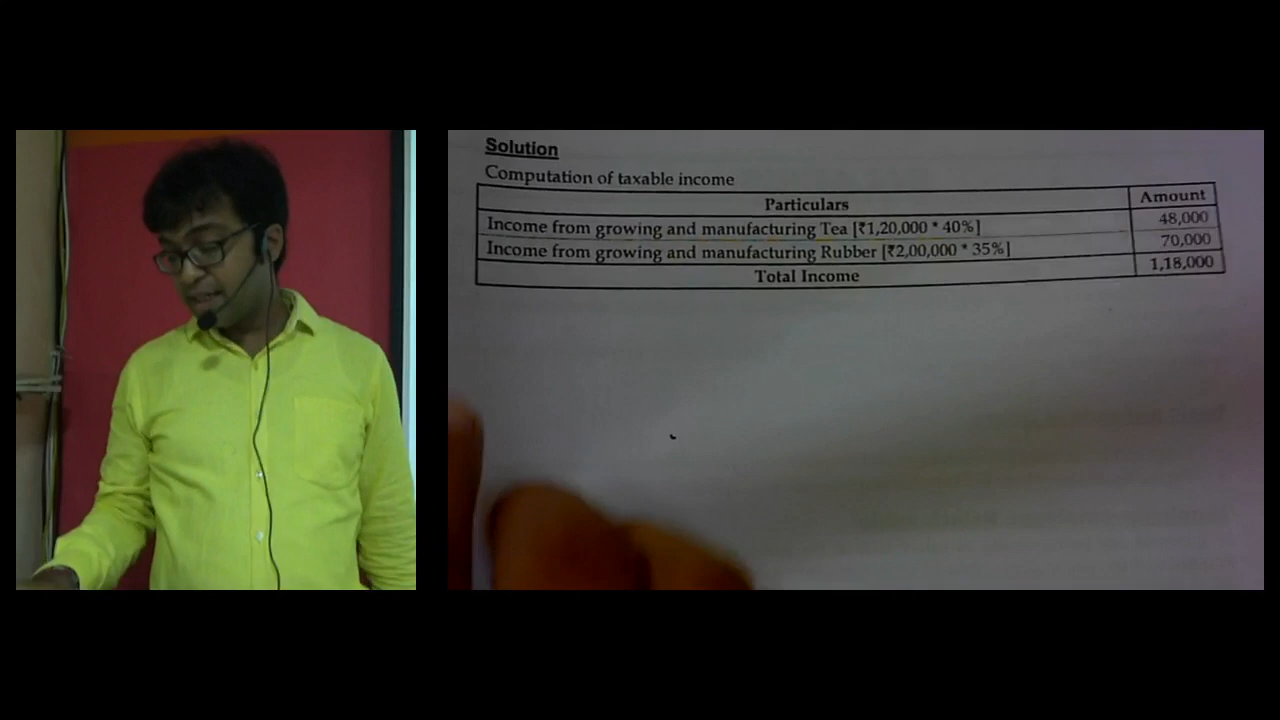 Solution
Computation of taxable income
Particulars Amount
Income from growing and manufacturing Tea [₹1,20,000 * 40%] 48,000
Income from growing and manufacturing Rubber [₹2,00,000 * 35%] 70,000
Total Income 1,18,000